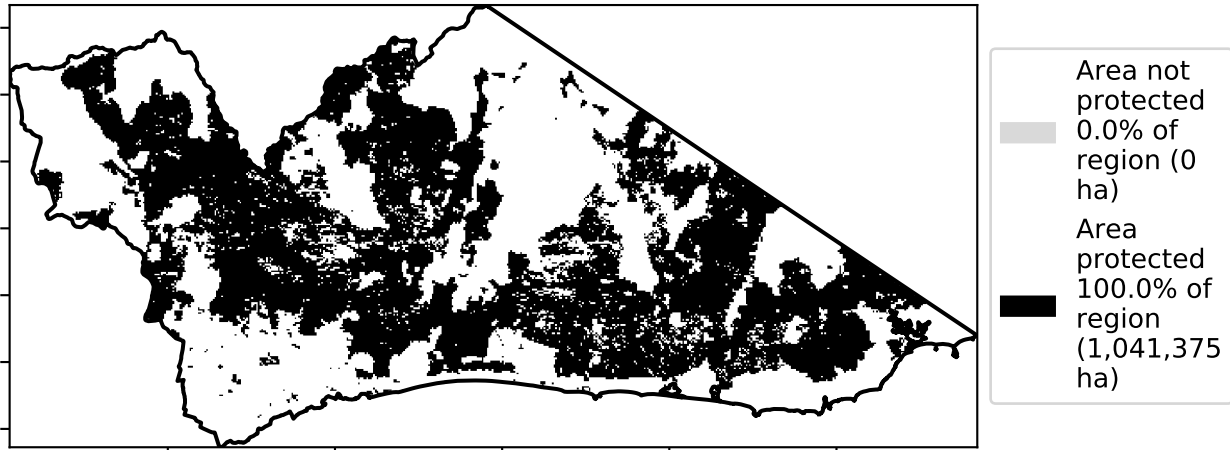 Area not
protected
0.0% of
region (0
ha)
Area
protected
100.0% of
region
(1,041,375
ha)